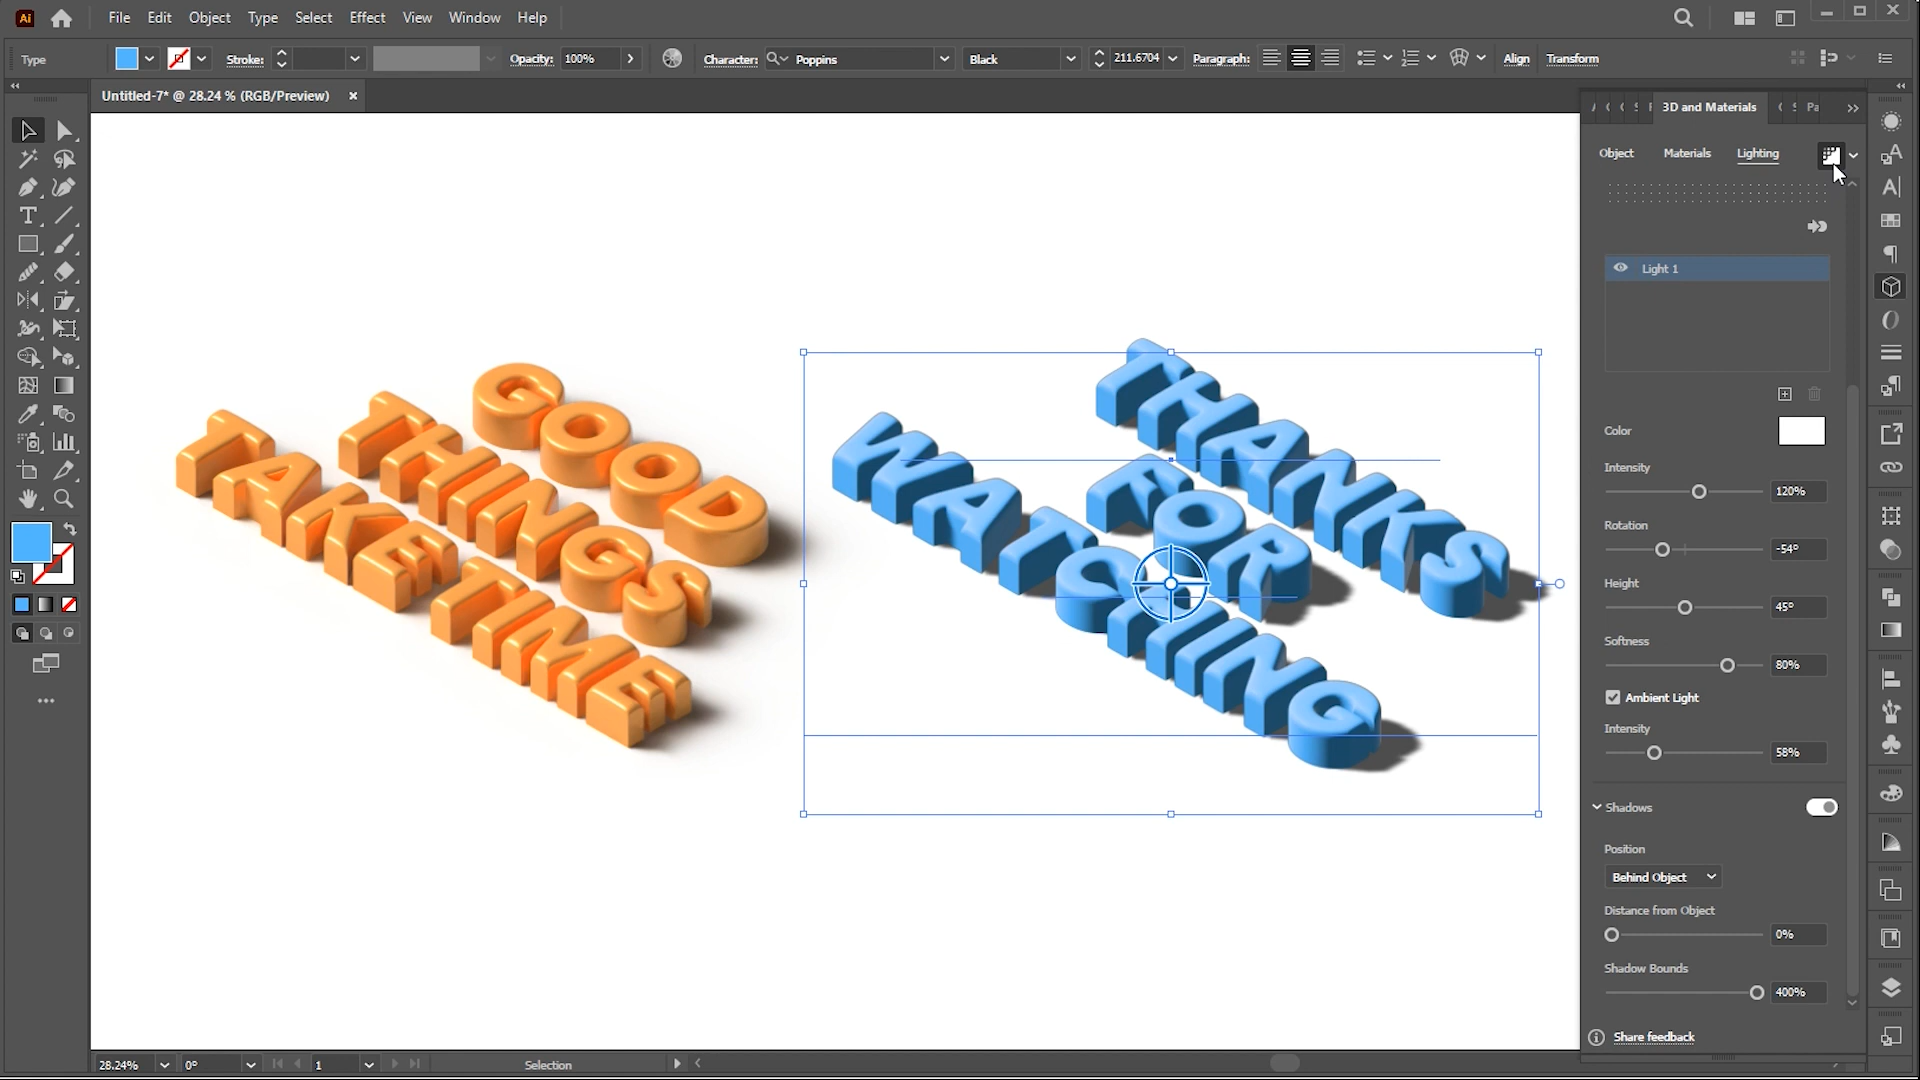 Ai File Edit Object Type Select Effect View Window Help
Type Stroke: Opacity: 100% Character: Poppins Black 211.6704 Paragraph: Align Transform
Untitled-7* @ 28.24 % (RGB/Preview)
3D and Materials Pa
Object Materials Lighting
Light 1
Color
Intensity
120%
Rotation
-54°
Height
45°
Softness
80%
Ambient Light
Intensity
58%
Shadows
Position
Behind Object
Distance from Object
0%
Shadow Bounds
400%
Share feedback
GOOD
THINGS
TAKE TIME
THANKS
FOR
WATCHING
28.24% 0° 1 Selection